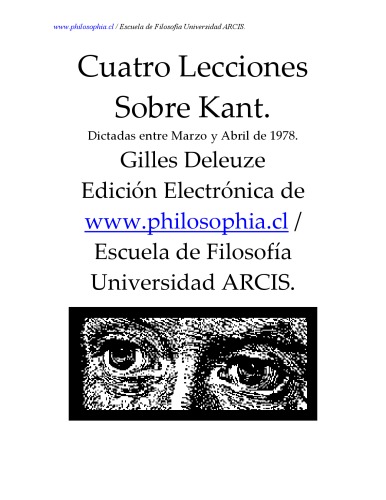 www.philosophia.cl / Escuela de Filosofía Universidad ARCIS.
Cuatro Lecciones
Sobre Kant.
Dictadas entre Marzo y Abril de 1978.
Gilles Deleuze
Edición Electrónica de
www.philosophia.cl /
Escuela de Filosofía
Universidad ARCIS.